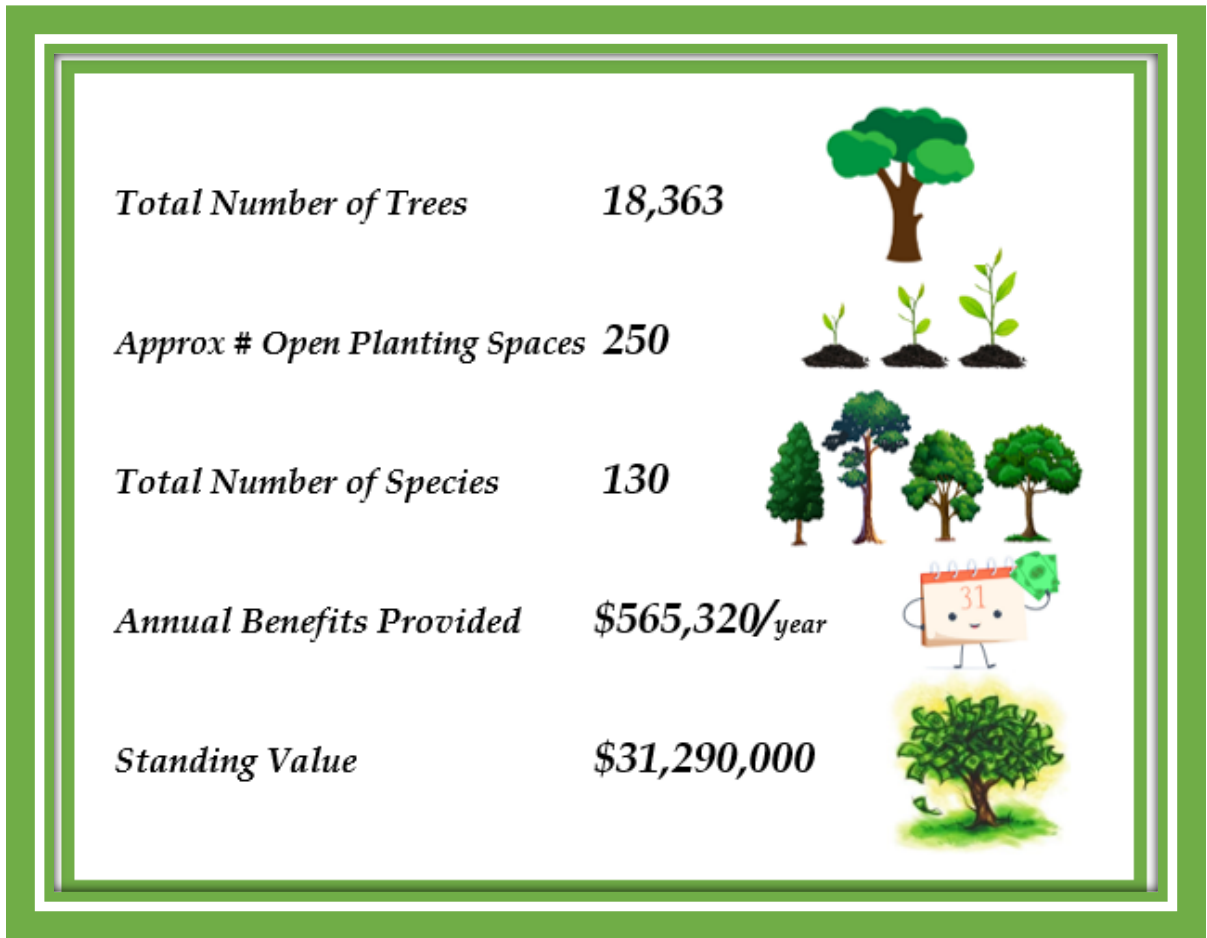 Total Number of Trees 18,363
Approx # Open Planting Spaces 250
Total Number of Species 130
31
Annual Benefits Provided $565,320/year
Standing Value $31,290,000